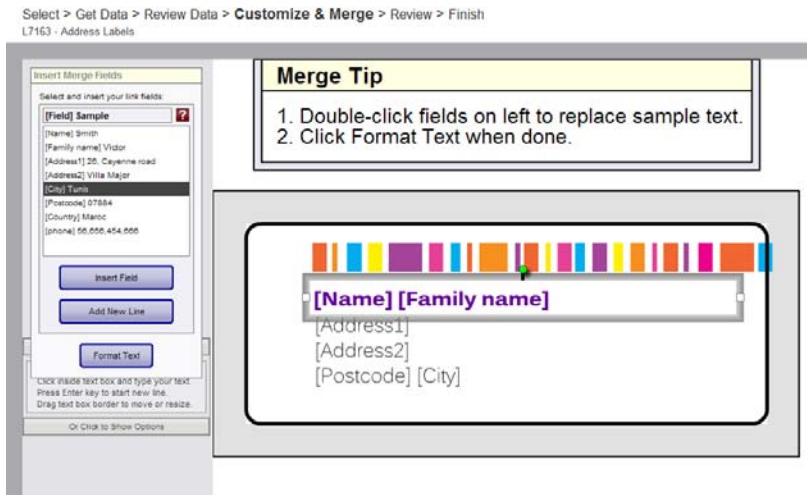 Select > Get Data > Review Data > Customize & Merge > Review > Finish
L7163 - Address Labels
Insert Merge Fields
Select and insert your link fields:
[Field] Sample
?
[Name] Smith
[Family name] Victor
[Address1] 26, Cayenne road
[Address2] Villa Major
[City] Tunis
[Postcode] 07884
[Country] Maroc
[phone] 56,666,454,666
Insert Field
Add New Line
Format Text
Click inside text box and type your text.
Press Enter key to start new line.
Drag text box border to move or resize.
Or Click to Show Options
Merge Tip
1. Double-click fields on left to replace sample text.
2. Click Format Text when done.
[Name] [Family name]
[Address1]
[Address2]
[Postcode] [City]